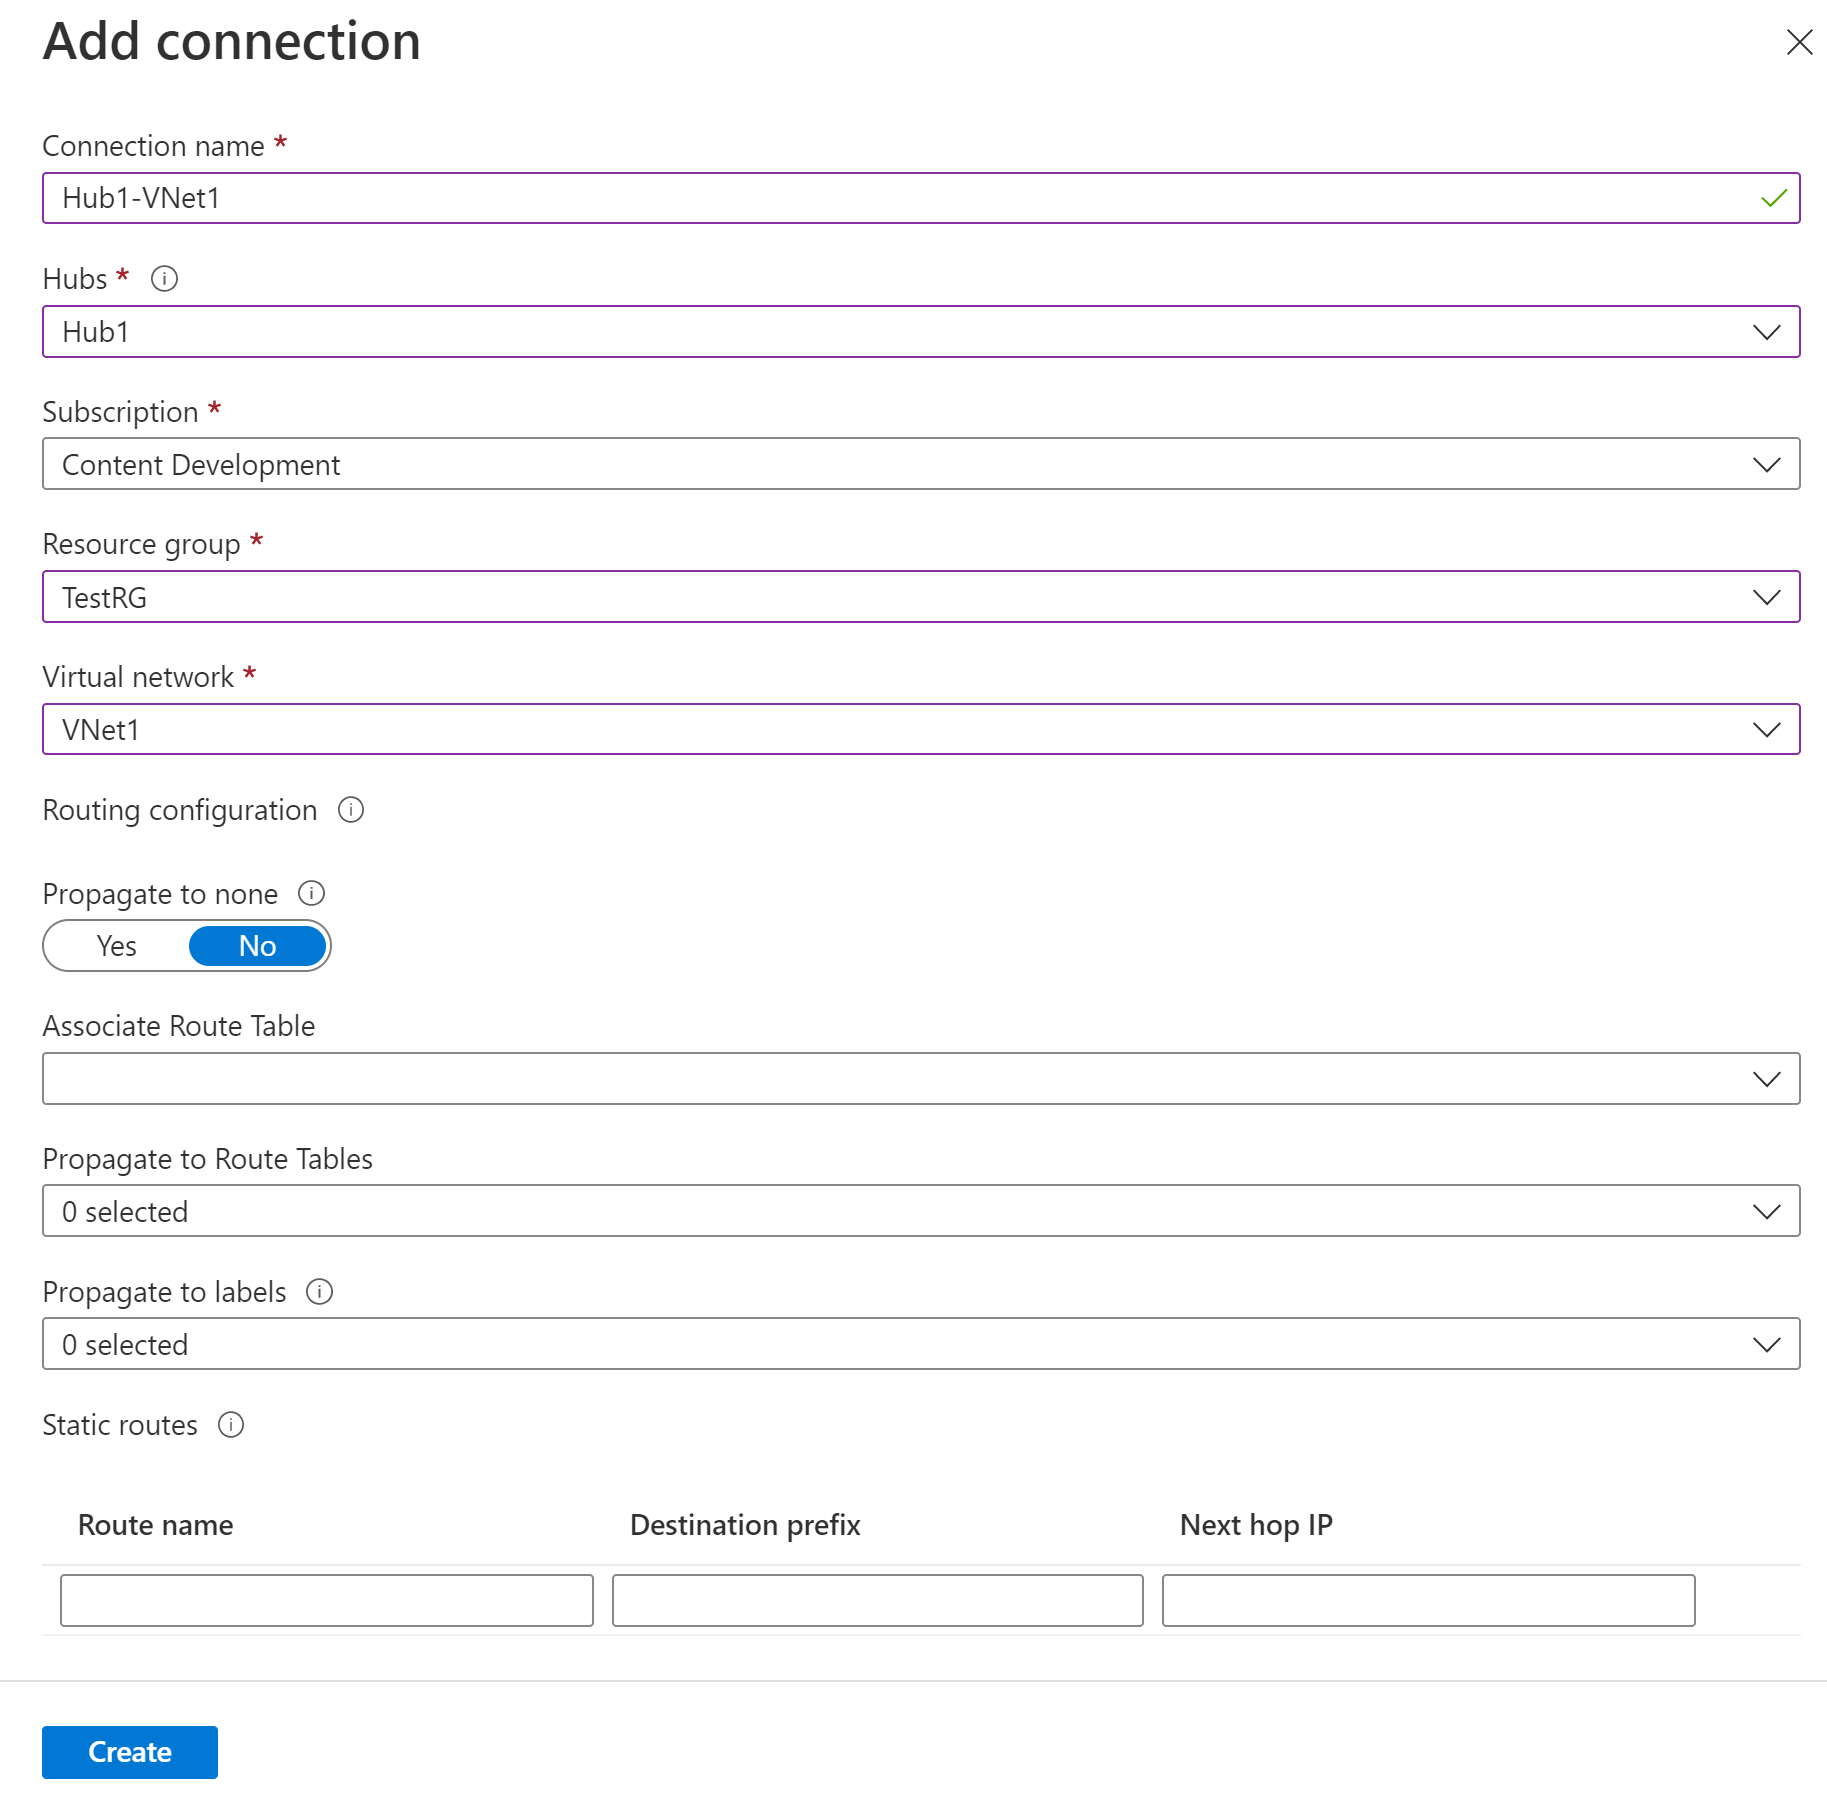 Add connection
Connection name *
Hub1-VNet1
Hubs *
Hub1
Subscription *
Content Development
Resource group *
TestRG
Virtual network *
VNet1
Routing configuration
Propagate to none
Yes No
Associate Route Table
Propagate to Route Tables
0 selected
Propagate to labels
0 selected
Static routes
Route name Destination prefix Next hop IP
Create